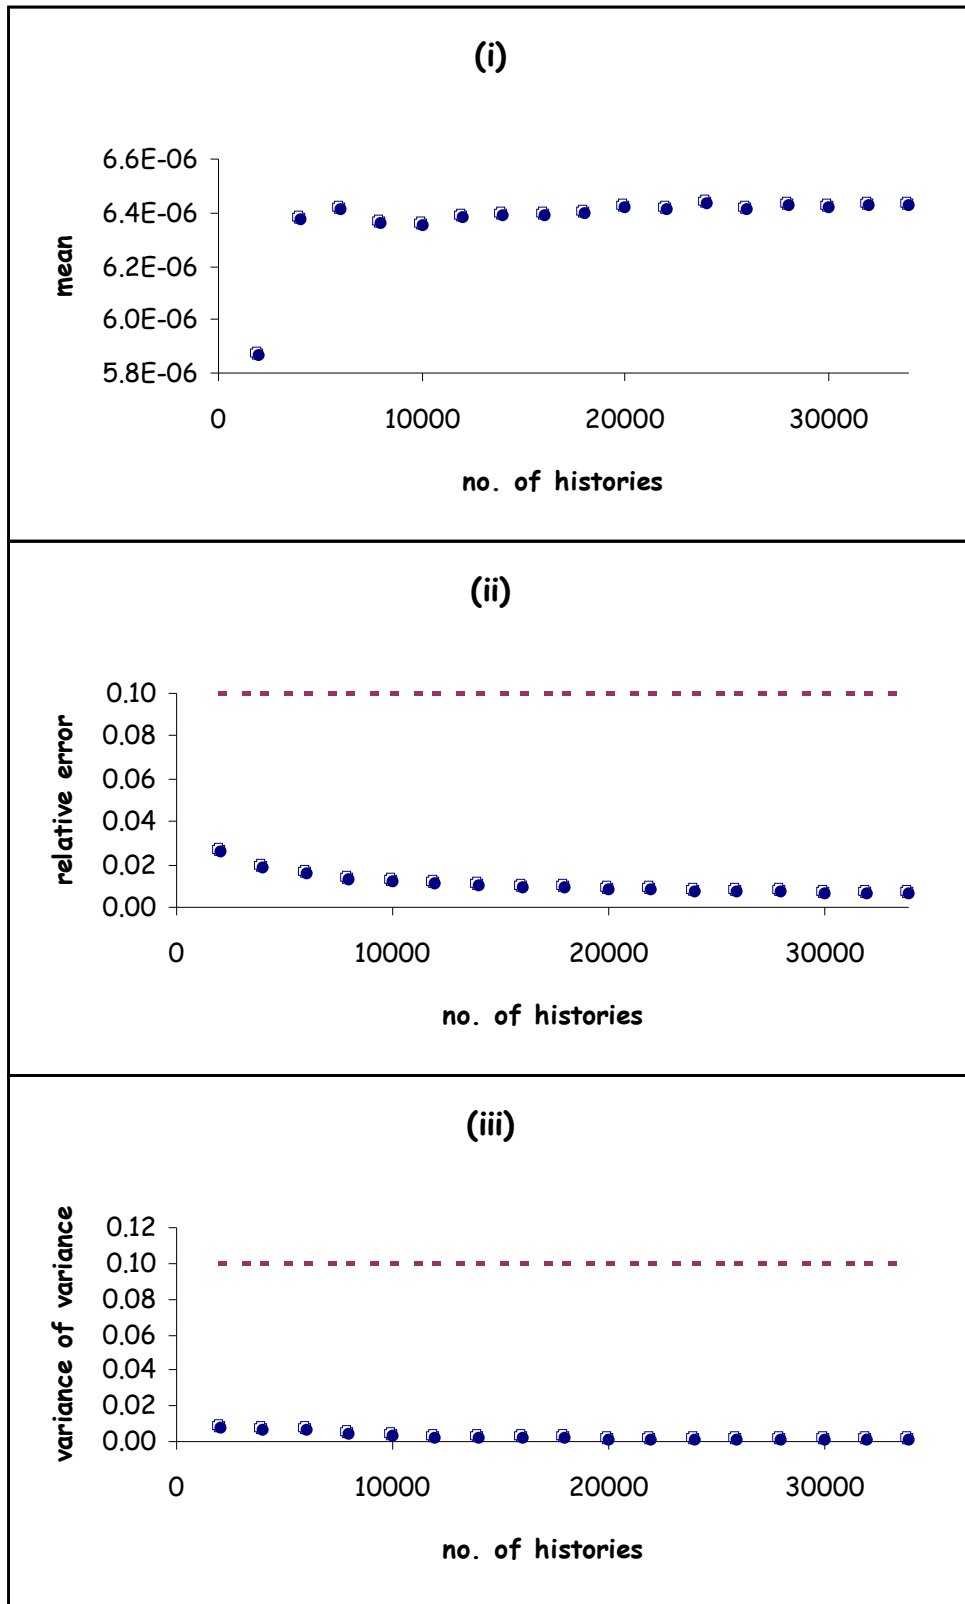 (i)
6.6E-06
6.4E-06
6.2E-06
6.0E-06
5.8E-06
mean
0 10000 20000 30000
no. of histories
(ii)
0.10
0.08
0.06
0.04
0.02
0.00
relative error
0 10000 20000 30000
no. of histories
(iii)
0.12
0.10
0.08
0.06
0.04
0.02
0.00
variance of variance
0 10000 20000 30000
no. of histories